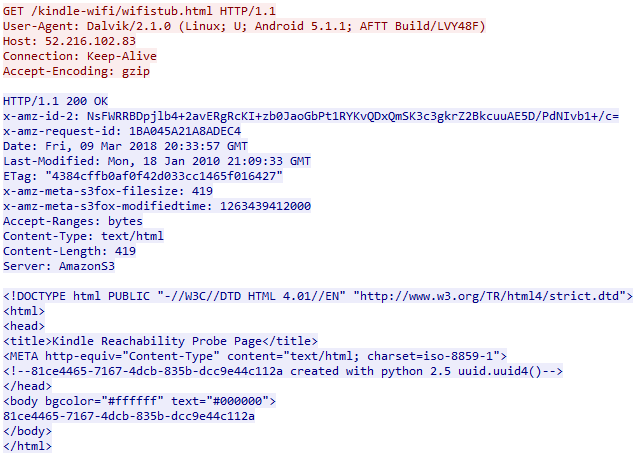 GET /kindle-wifi/wifistub.html HTTP/1.1
User-Agent: Dalvik/2.1.0 (Linux; U; Android 5.1.1; AFTT Build/LVY48F)
Host: 52.216.102.83
Connection: Keep-Alive
Accept-Encoding: gzip

HTTP/1.1 200 OK
x-amz-id-2: NsFWRRBDpjlb4+2avERgRcKI+zb0JaoGbPt1RYKvQDxQmSK3c3gkrZ2BkcuuAE5D/PdNIvb1+/c=
x-amz-request-id: 1BA045A21A8ADEC4
Date: Fri, 09 Mar 2018 20:33:57 GMT
Last-Modified: Mon, 18 Jan 2010 21:09:33 GMT
ETag: "4384cffb0af0f42d033cc1465f016427"
x-amz-meta-s3fox-filesize: 419
x-amz-meta-s3fox-modifiedtime: 1263439412000
Accept-Ranges: bytes
Content-Type: text/html
Content-Length: 419
Server: AmazonS3

<!DOCTYPE html PUBLIC "-//W3C//DTD HTML 4.01//EN" "http://www.w3.org/TR/html4/strict.dtd">
<html>
<head>
<title>Kindle Reachability Probe Page</title>
<META http-equiv="Content-Type" content="text/html; charset=iso-8859-1">
<!--81ce4465-7167-4dcb-835b-dcc9e44c112a created with python 2.5 uuid.uuid4()-->
</head>
<body bgcolor="#ffffff" text="#000000">
81ce4465-7167-4dcb-835b-dcc9e44c112a
</body>
</html>